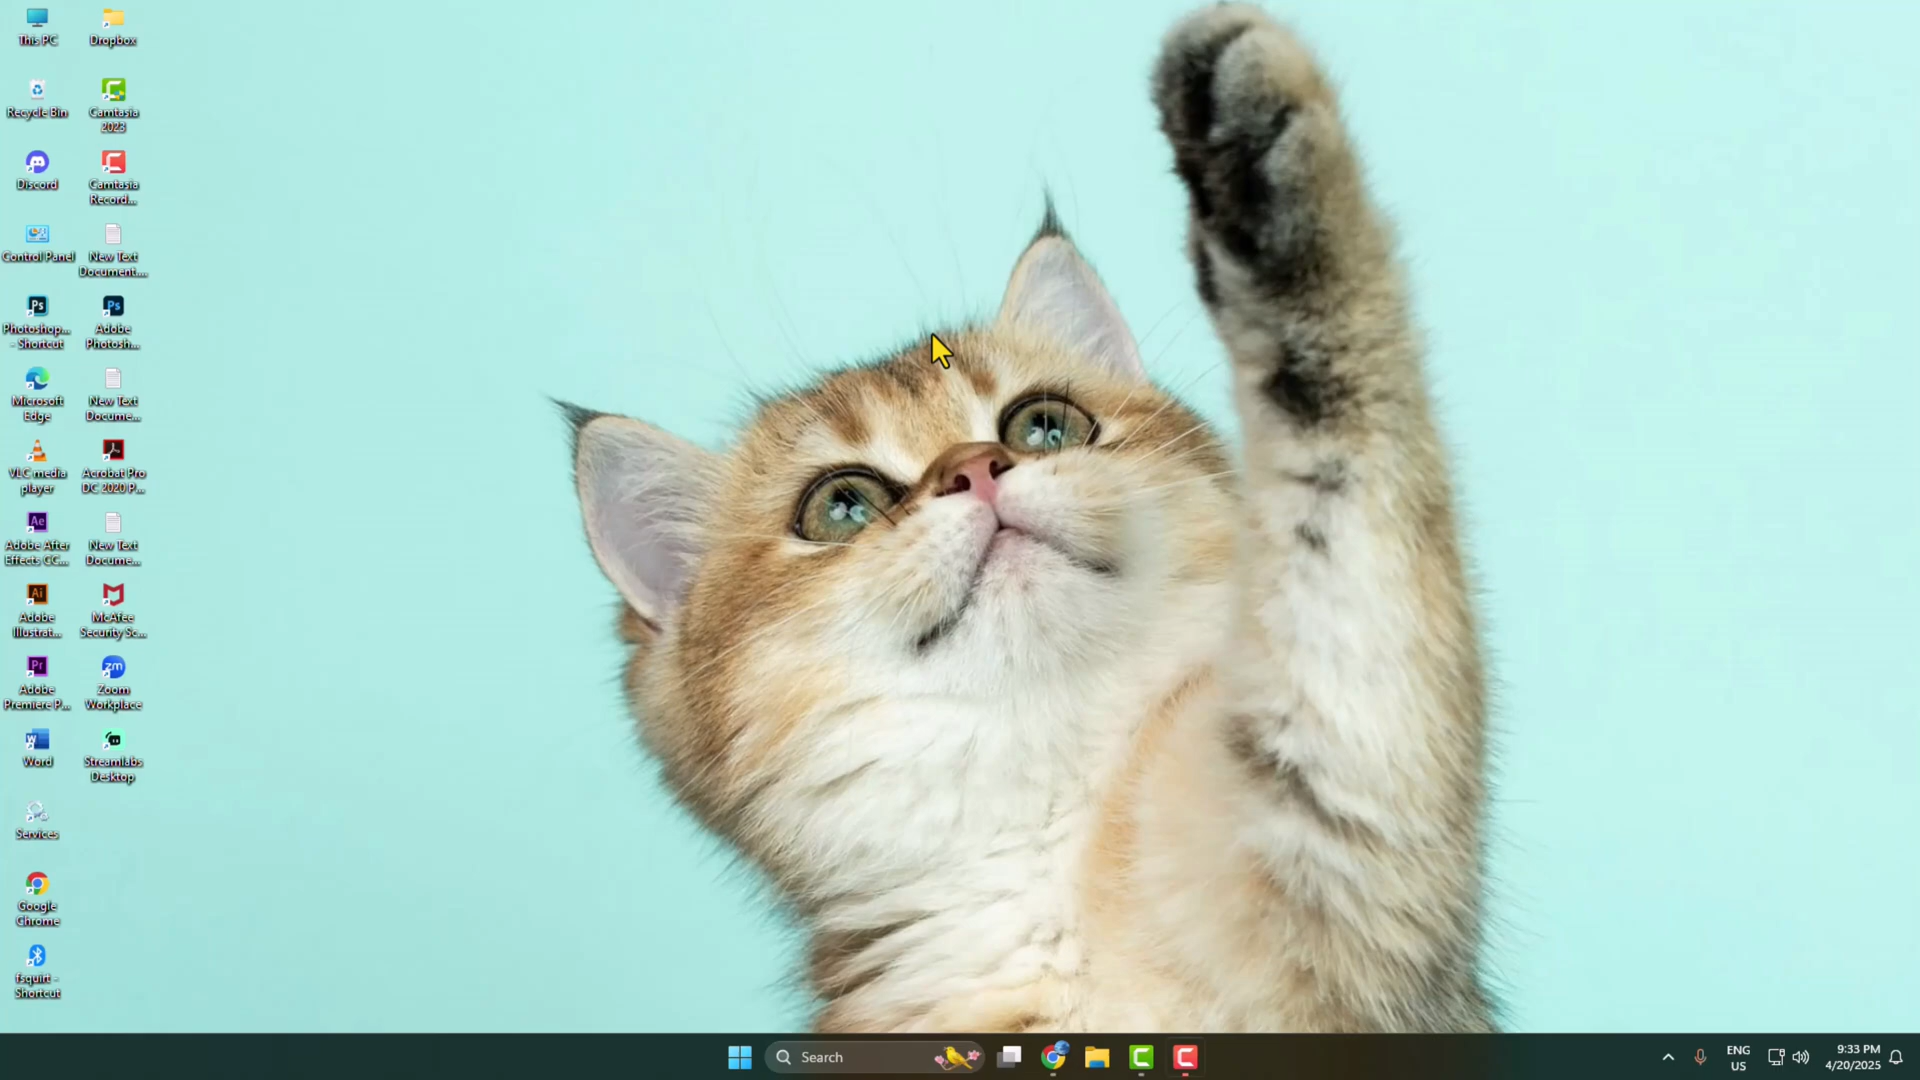 This PC
Dropbox
Recycle Bin
Camtasia
2023
Discord
Camtasia
Record...
Control Panel
New Text
Document....
Photoshop...
- Shortcut
Adobe
Photosh...
Microsoft
Edge
New Text
Docume...
VLC media
player
Acrobat Pro
DC 2020 P...
Adobe After
Effects CC...
New Text
Docume...
Adobe
Illustrat...
McAfee
Security Sc...
Adobe
Premiere P...
Zoom
Workplace
Word
Streamlabs
Desktop
Services
Google
Chrome
fsquirt -
Shortcut
Search
ENG
US
9:33 PM
4/20/2025